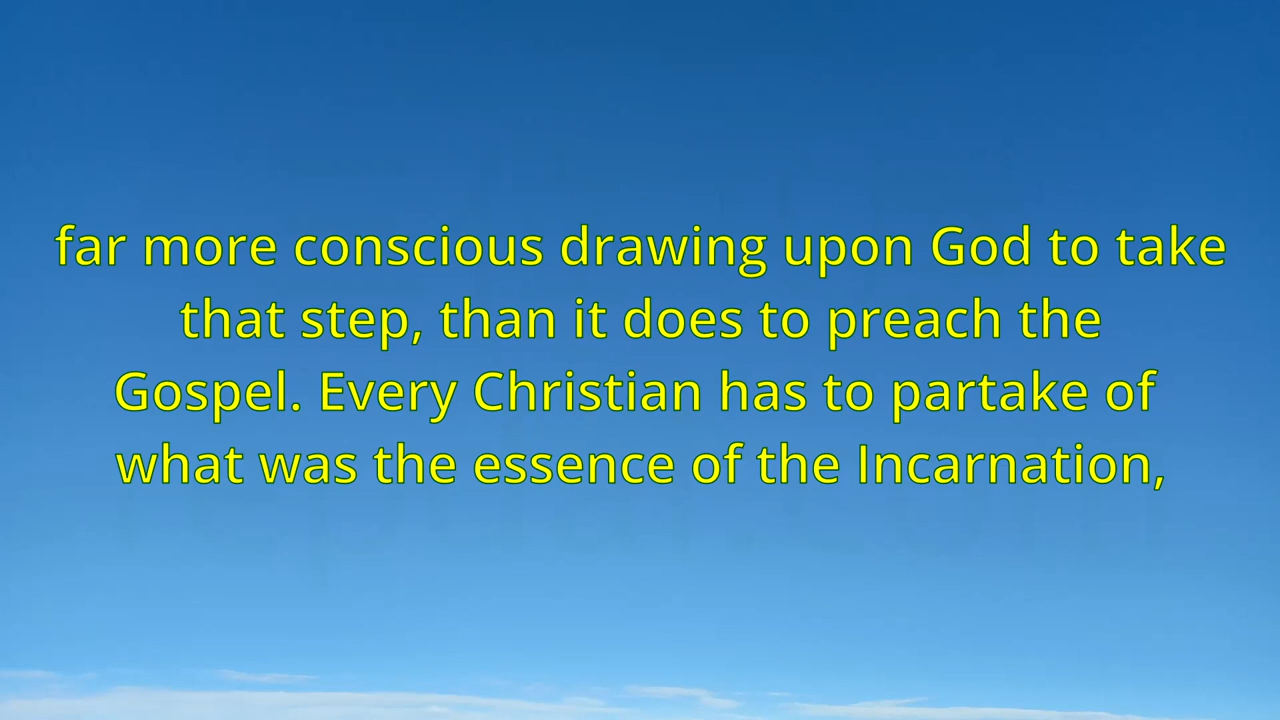 far more conscious drawing upon God to take
that step, than it does to preach the
Gospel. Every Christian has to partake of
what was the essence of the Incarnation,